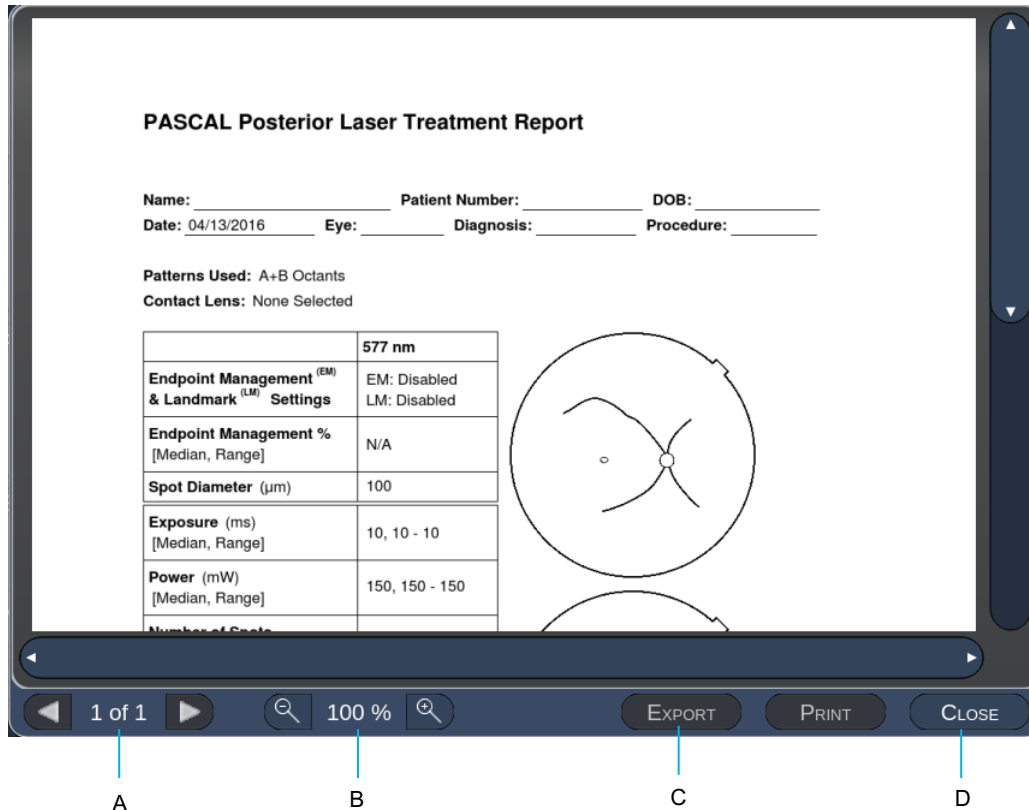 PASCAL Posterior Laser Treatment Report
Name: Patient Number: DOB:
Date: 04/13/2016 Eye: Diagnosis: Procedure:
Patterns Used: A+B Octants
Contact Lens: None Selected
577 nm
Endpoint Management (EM)
& Landmark (LM) Settings
EM: Disabled
LM: Disabled
Endpoint Management %
[Median, Range]
N/A
Spot Diameter (µm) 100
Exposure (ms)
[Median, Range]
10, 10 - 10
Power (mW)
[Median, Range]
150, 150 - 150
Number of Spots
1 of 1 100 % EXPORT PRINT CLOSE
A B C D